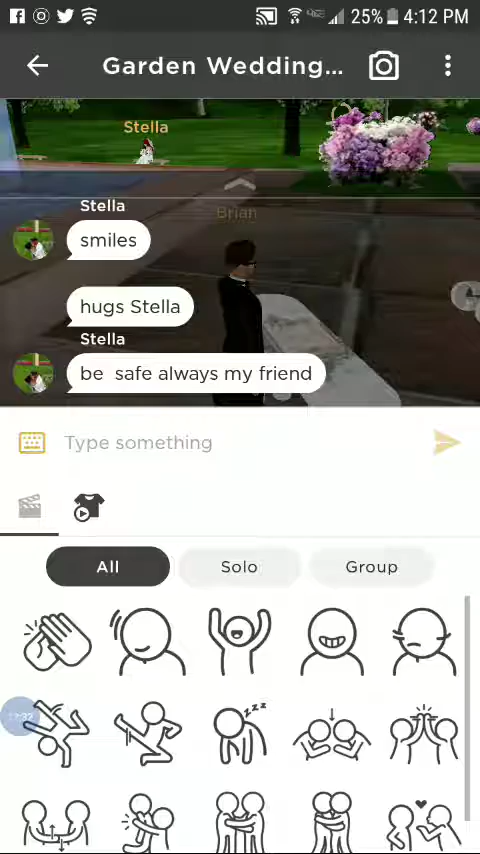 25% 4:12 PM
Garden Wedding...
Stella
Stella
Brian
smiles
hugs Stella
Stella
be safe always my friend
Type something
All Solo Group
zzz